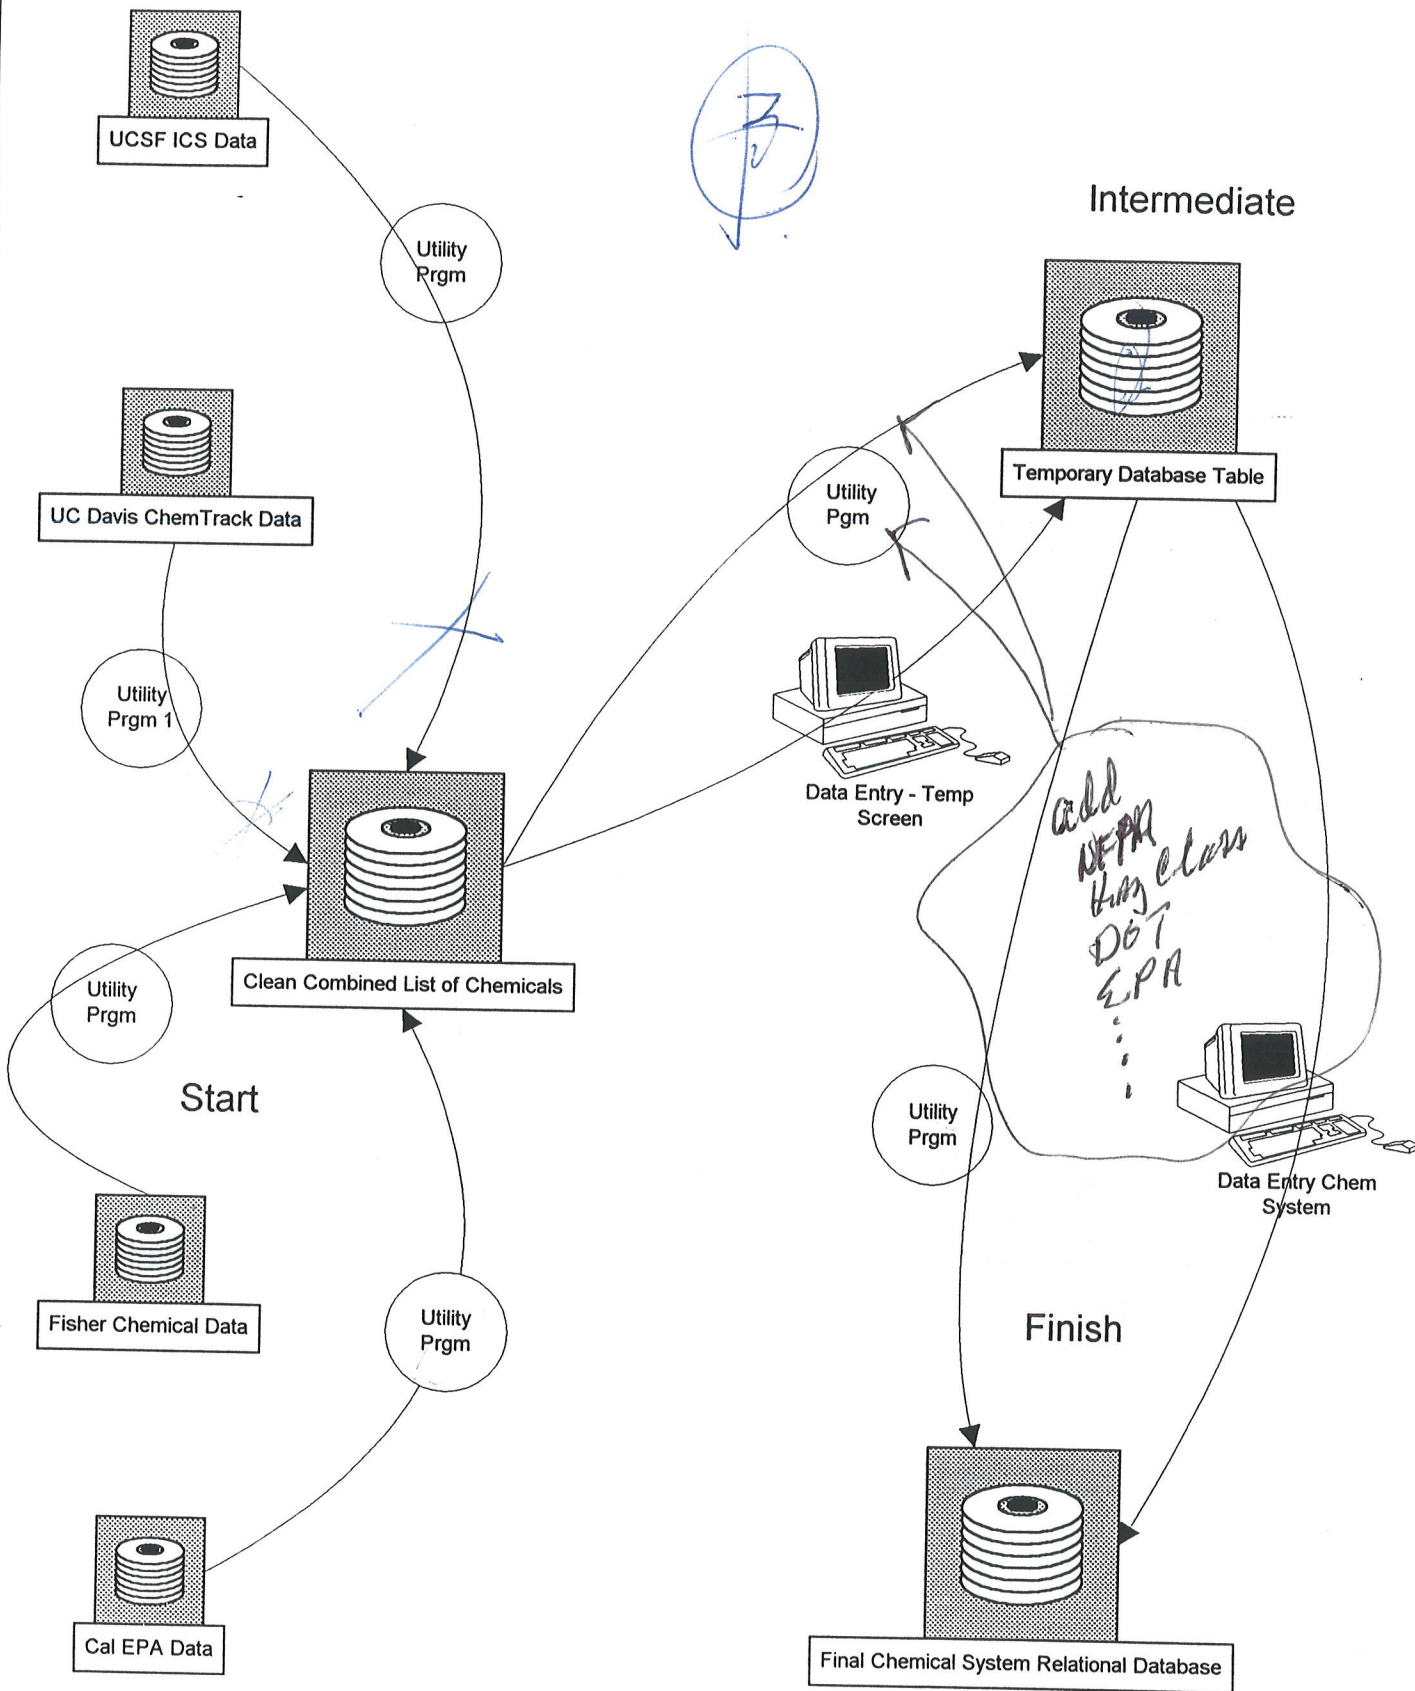 UCSF ICS Data
Utility
Prgm
UC Davis ChemTrack Data
Utility
Prgm 1
Clean Combined List of Chemicals
Utility
Prgm
Start
Fisher Chemical Data
Utility
Prgm
Cal EPA Data
Intermediate
Temporary Database Table
Utility
Pgm
Data Entry - Temp
Screen
add
NFPA
Haz Class
DOT
EPA
Utility
Prgm
Data Entry Chem
System
Finish
Final Chemical System Relational Database